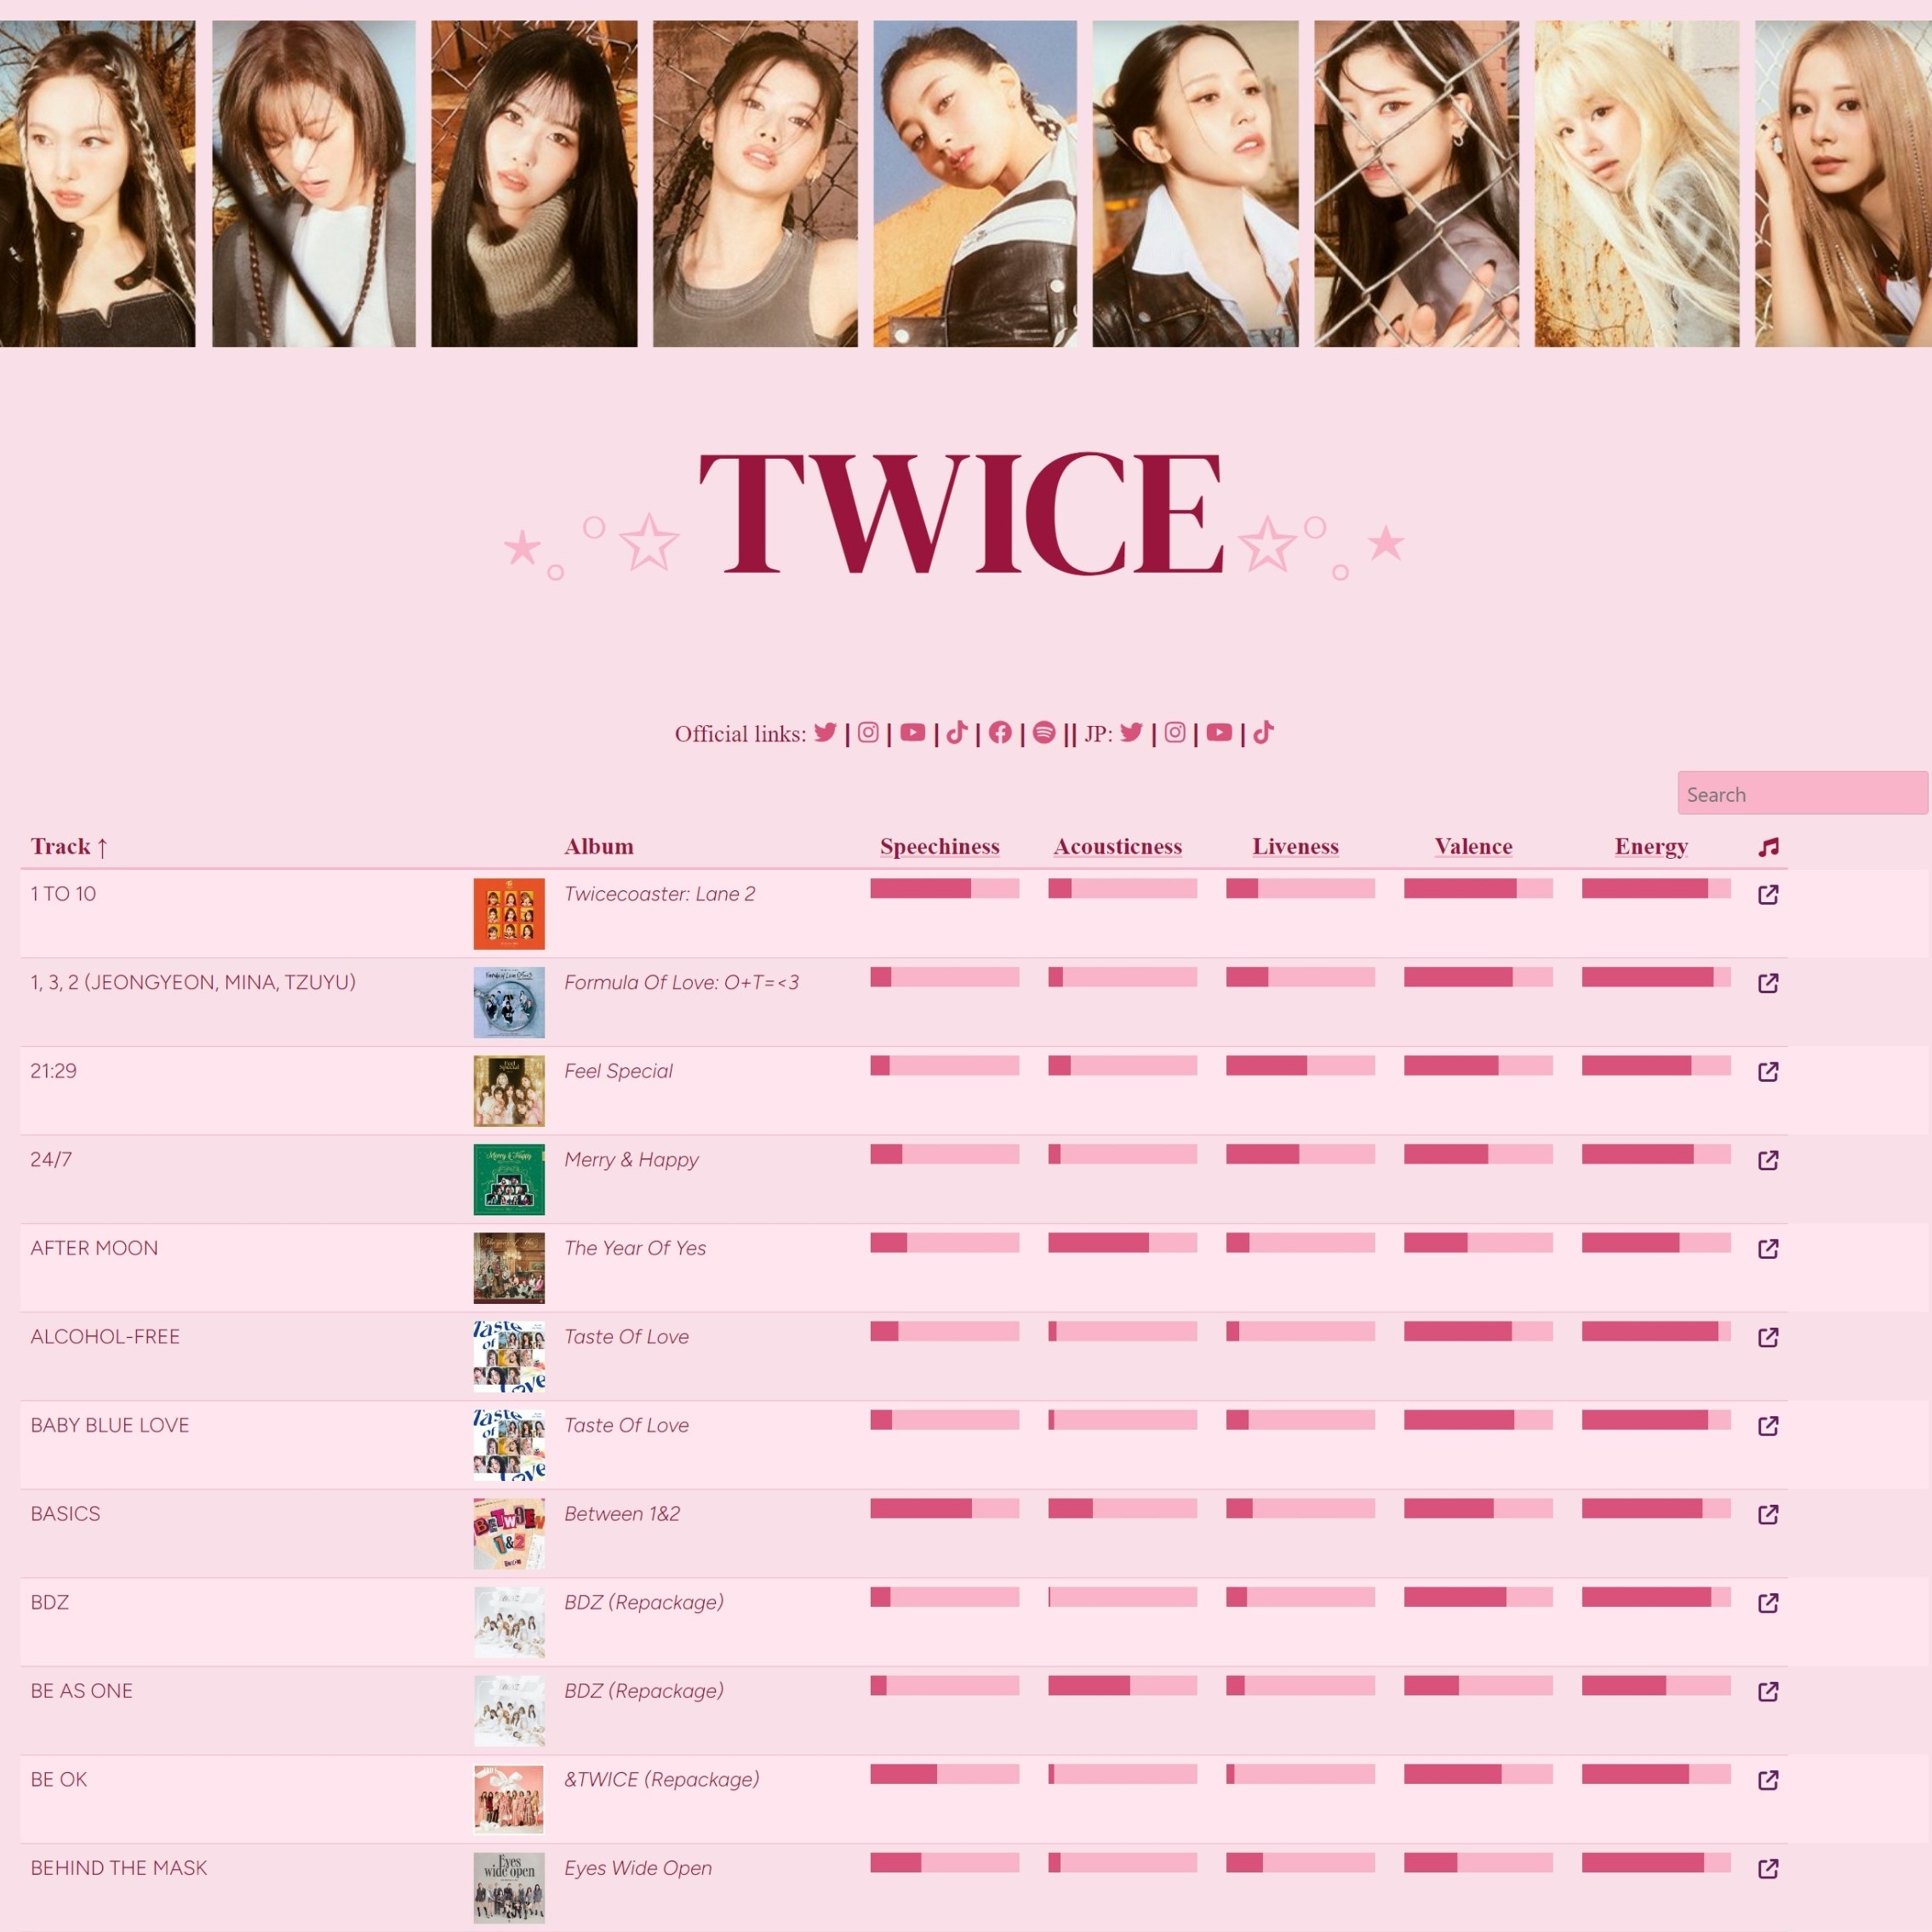 TWICE
Official links: | | | | | || JP: | | |
Search
Track ↑ Album Speechiness Acousticness Liveness Valence Energy
1 TO 10 Twicecoaster: Lane 2
1, 3, 2 (JEONGYEON, MINA, TZUYU) Formula Of Love: O+T=<3
21:29 Feel Special
24/7 Merry & Happy
AFTER MOON The Year Of Yes
ALCOHOL-FREE Taste Of Love
BABY BLUE LOVE Taste Of Love
BASICS Between 1&2
BDZ BDZ (Repackage)
BE AS ONE BDZ (Repackage)
BE OK &TWICE (Repackage)
BEHIND THE MASK Eyes wide open Eyes Wide Open